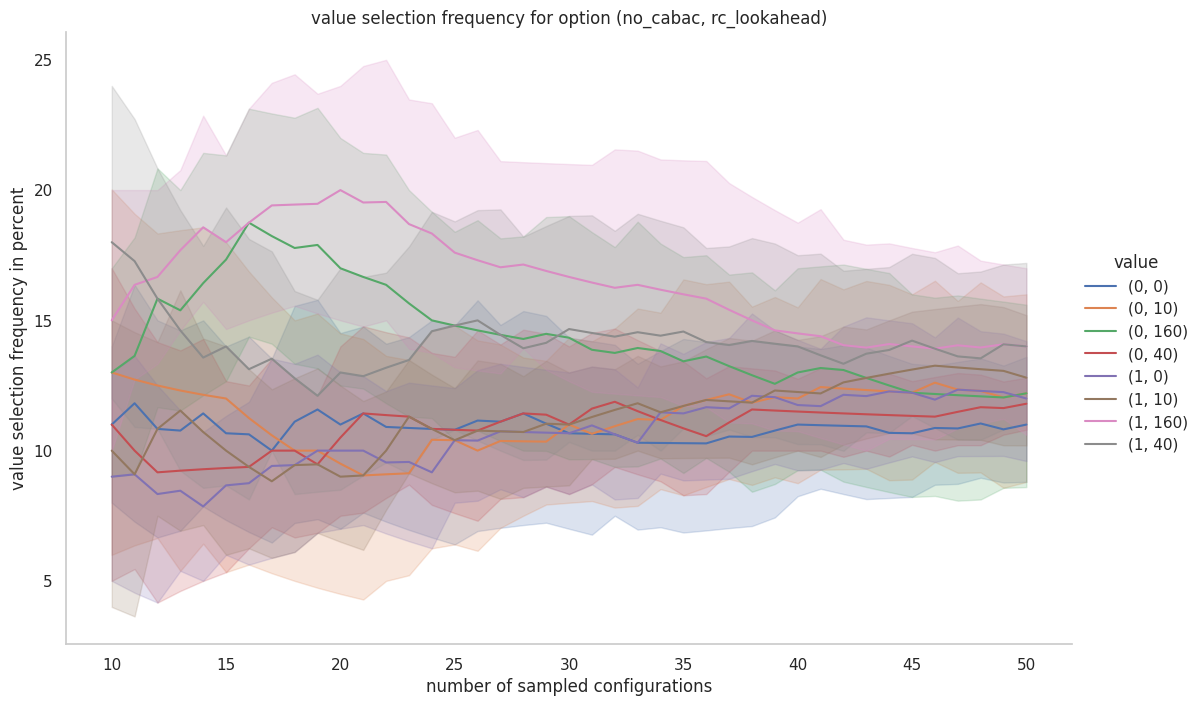 value selection frequency for option (no_cabac, rc_lookahead)
value selection frequency in percent
25
20
15
10
5
10 15 20 25 30 35 40 45 50
number of sampled configurations
value
(0, 0)
(0, 10)
(0, 160)
(0, 40)
(1, 0)
(1, 10)
(1, 160)
(1, 40)